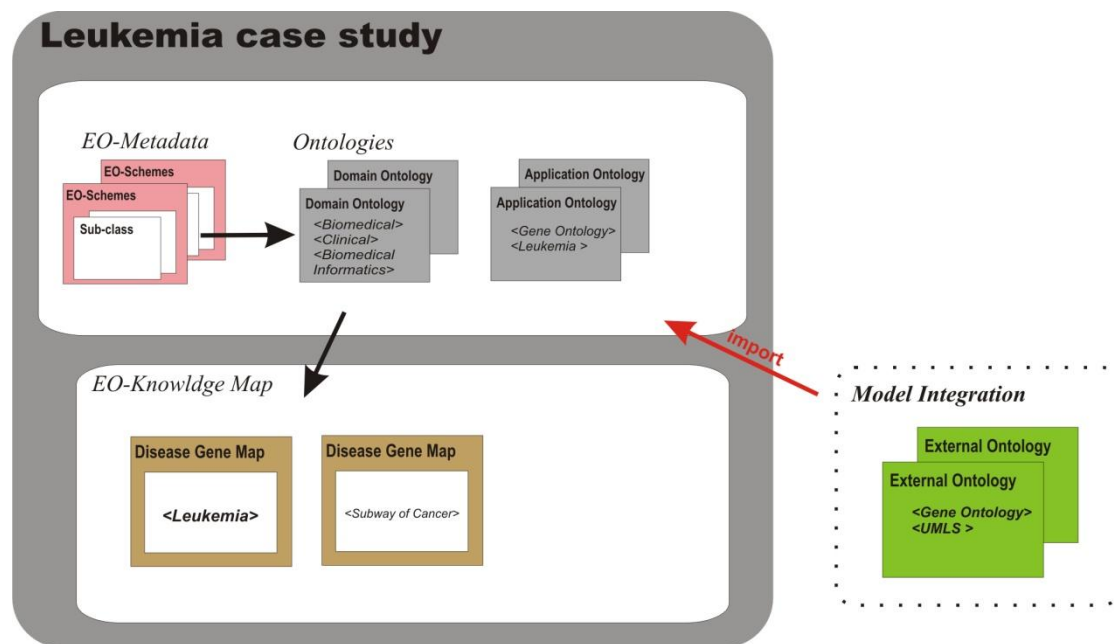 Leukemia case study
EO-Metadata
Ontologies
EO-Schemes
EO-Schemes
Sub-class
Domain Ontology
Domain Ontology
<Biomedical>
<Clinical>
<Biomedical
Informatics>
Application Ontology
Application Ontology
<Gene Ontology>
<Leukemia >
import
EO-Knowldge Map
Disease Gene Map
<Leukemia>
Disease Gene Map
<Subway of Cancer>
Model Integration
External Ontology
External Ontology
<Gene Ontology>
<UMLS >